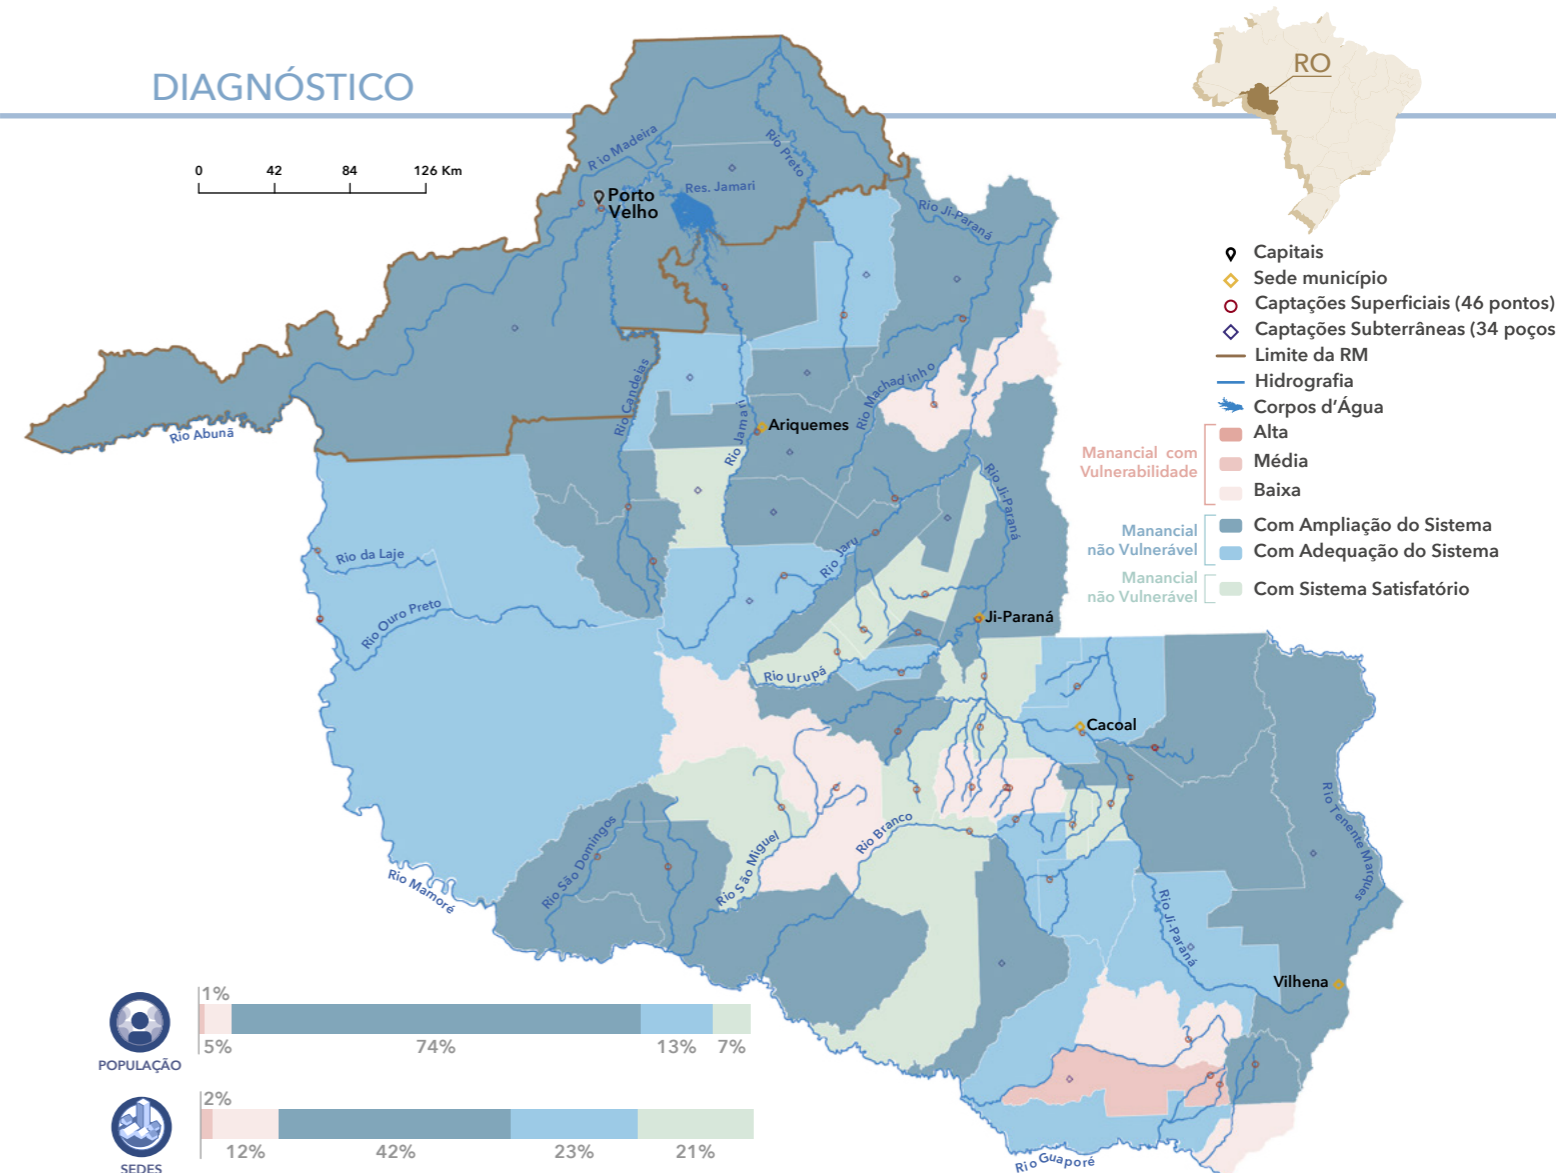 DIAGNÓSTICO
RO
0 42 84 126 Km
Rio Madeira
Rio Preto
Res. Jamari
Porto
Velho
Rio Ji-Paraná
Capitais
Sede município
Captações Superficiais (46 pontos)
Captações Subterrâneas (34 poços
Limite da RM
Hidrografia
Corpos d'Água
Manancial com
Vulnerabilidade
Alta
Média
Baixa
Manancial
não Vulnerável
Com Ampliação do Sistema
Com Adequação do Sistema
Manancial
não Vulnerável
Com Sistema Satisfatório
Rio Candeias
Rio Machadinho
Rio Jamari
Ariquemes
Rio Abunã
Rio Ji-Paraná
Rio da Laje
Rio Jaru
Rio Ouro Preto
Ji-Paraná
Rio Urupá
Cacoal
Rio Tenente Marques
Rio Branco
Rio São Domingos
Rio São Miguel
Rio Mamoré
Rio Ji-Paraná
Vilhena
Rio Guaporé
1%
5% 74% 13% 7%
POPULAÇÃO
2%
12% 42% 23% 21%
SEDES